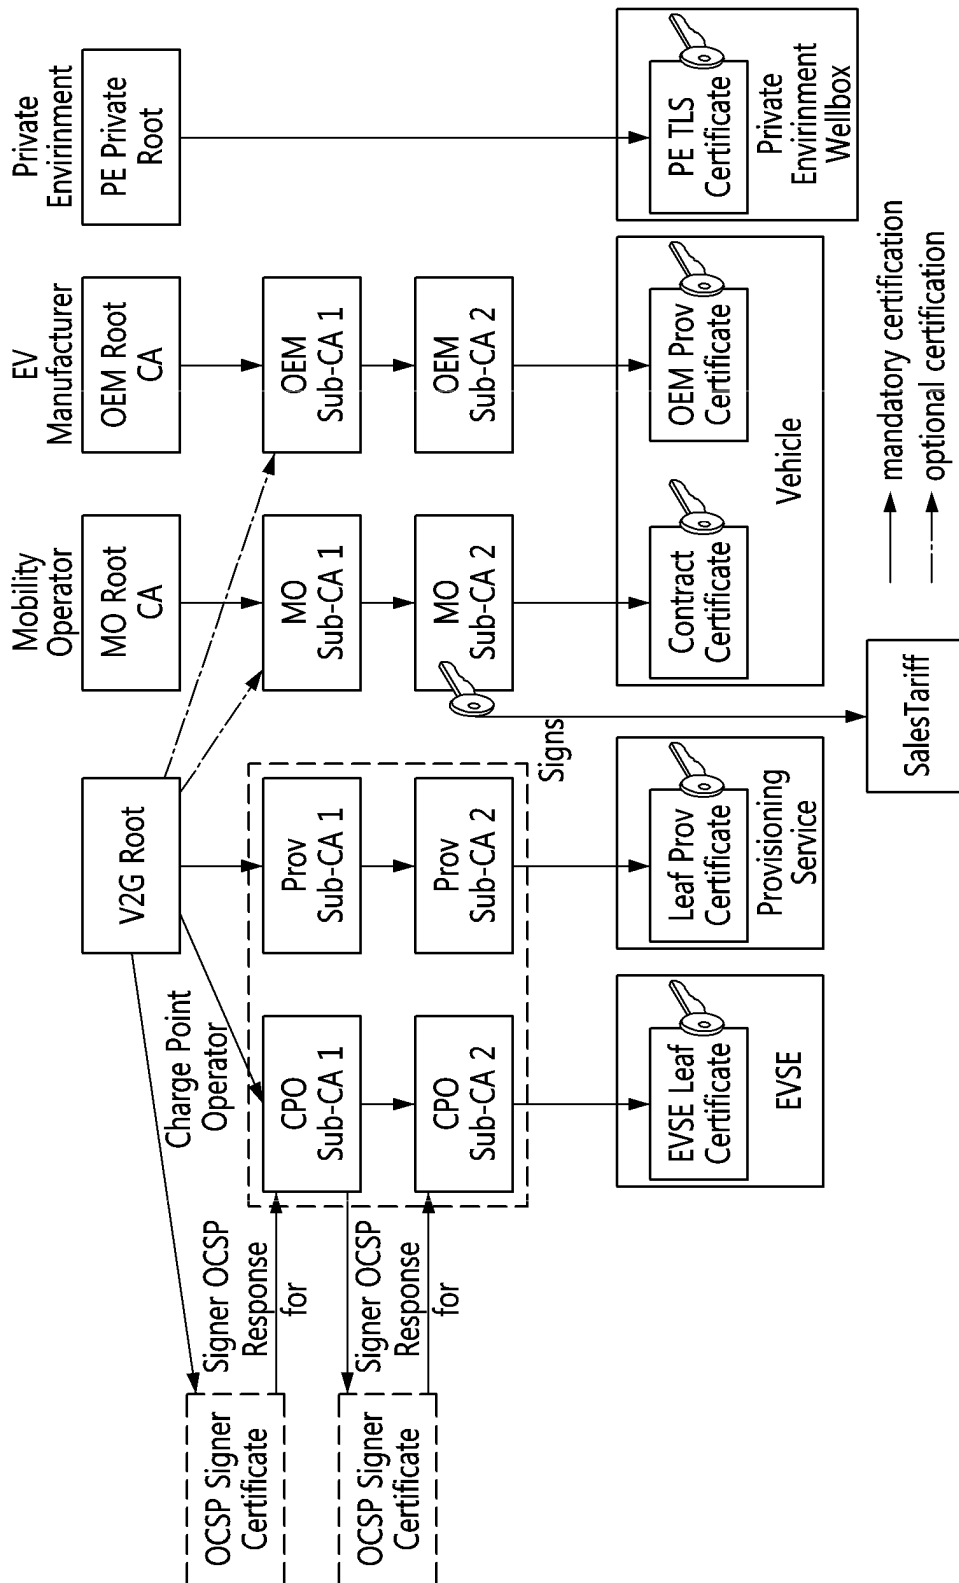 Charge Point
Operator
Mobility
Operator
EV
Manufacturer
Private
Envirinment
V2G Root
MO Root
CA
OEM Root
CA
PE Private
Root
OCSP Signer
Certificate
Signer OCSP
Response
for
CPO
Sub-CA 1
Prov
Sub-CA 1
MO
Sub-CA 1
OEM
Sub-CA 1
OCSP Signer
Certificate
Signer OCSP
Response
for
CPO
Sub-CA 2
Prov
Sub-CA 2
MO
Sub-CA 2
OEM
Sub-CA 2
Signs
EVSE Leaf
Certificate
EVSE
Leaf Prov
Certificate
Provisioning
Service
Contract
Certificate
OEM Prov
Certificate
Vehicle
PE TLS
Certificate
Private
Envirinment
Wellbox
SalesTariff
mandatory certification
optional certification